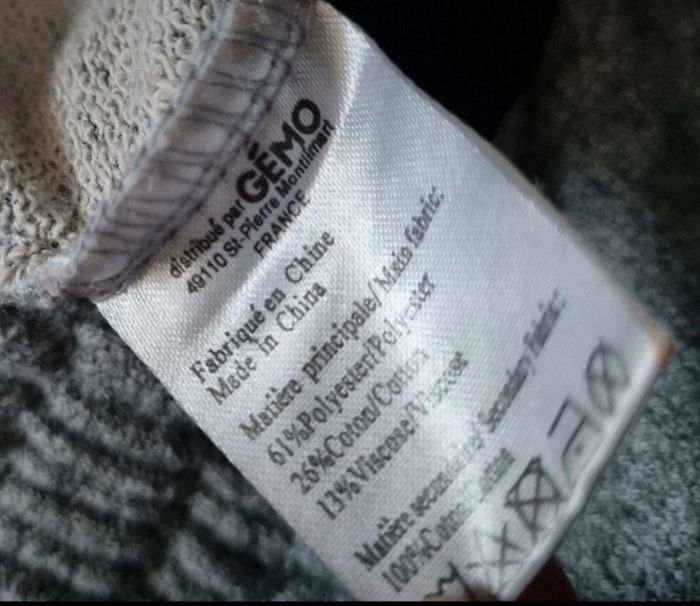 distribué par GÉMO
49110 St-Pierre Montlimart
FRANCE
Fabriqué en Chine
Made in China
Matière principale/ Main fabric:
61%Polyester/Polyester
26%Coton/Cotton
13%Viscose/Viscose
Matière secondaire/ Secondary Fabric:
100%Coton/Cotton